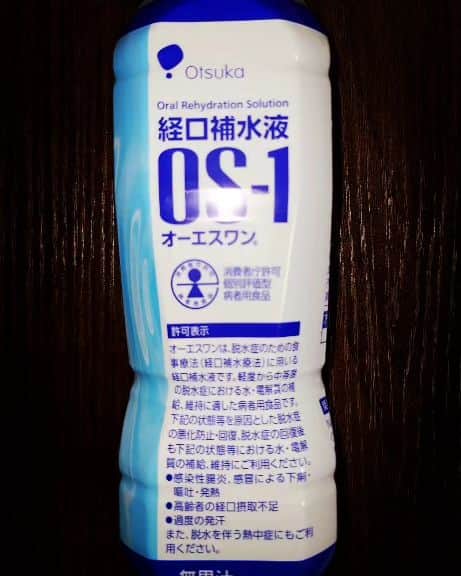 Otsuka
Oral Rehydration Solution
経口補水液
OS-1
オーエスワン®
消費者庁許可
個別評価型
病者用食品
許可表示
オーエスワンは、脱水症のための食
事療法(経口補水療法)に用いる
経口補水液です。軽度から中等度
の脱水症における水・電解質の補
給、維持に適した病者用食品です。
下記の状態等を原因とした脱水症
の悪化防止・回復、脱水症の回復後
も下記の状態等における水・電解
質の補給、維持にご利用ください。
●感染性腸炎、感冒による下痢・
嘔吐・発熱
●高齢者の経口摂取不足
●過度の発汗
また、脱水を伴う熱中症にもご利
用ください。
無果汁